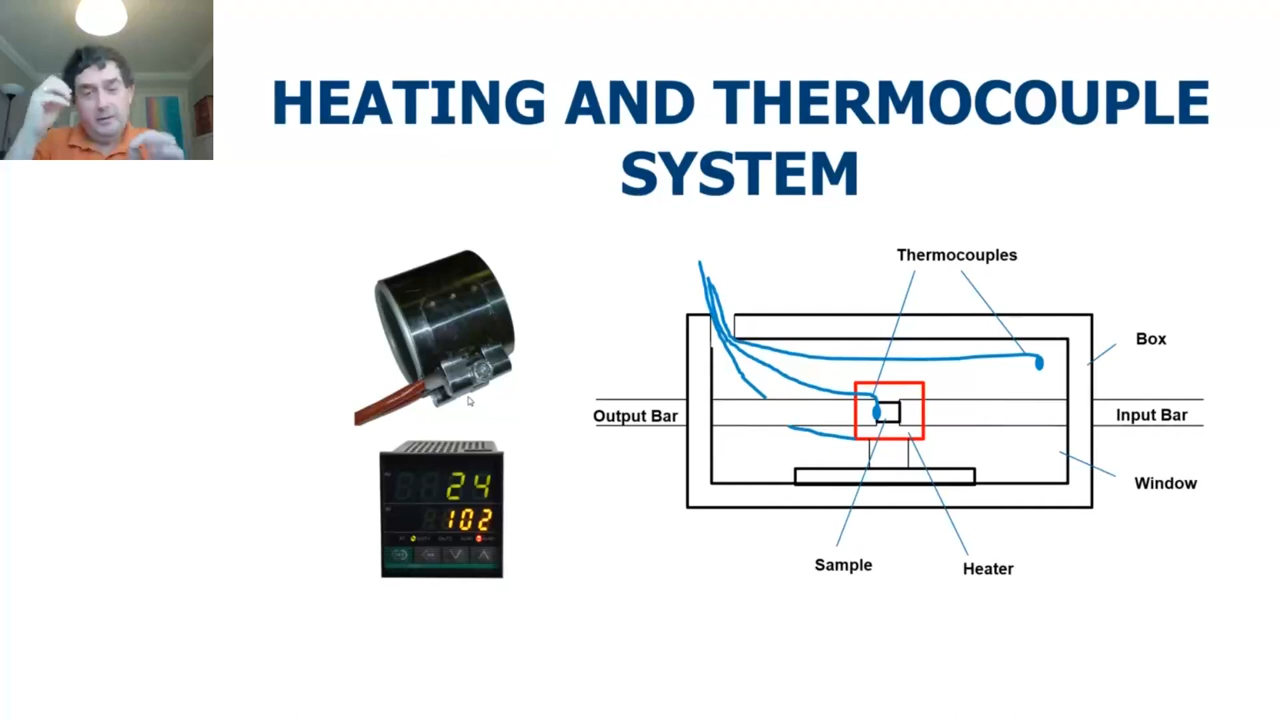 HEATING AND THERMOCOUPLE
SYSTEM
Thermocouples
Box
Output Bar
Input Bar
Window
Sample
Heater
24
102